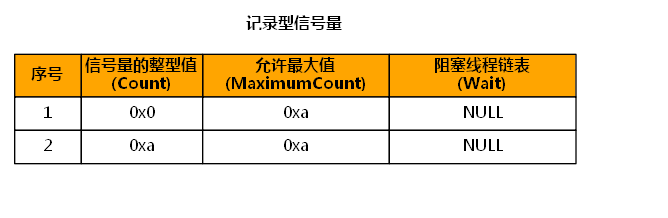 记录型信号量
序号 信号量的整型值 (Count) 允许最大值 (MaximumCount) 阻塞线程链表 (Wait)
1 0x0 0xa NULL
2 0xa 0xa NULL